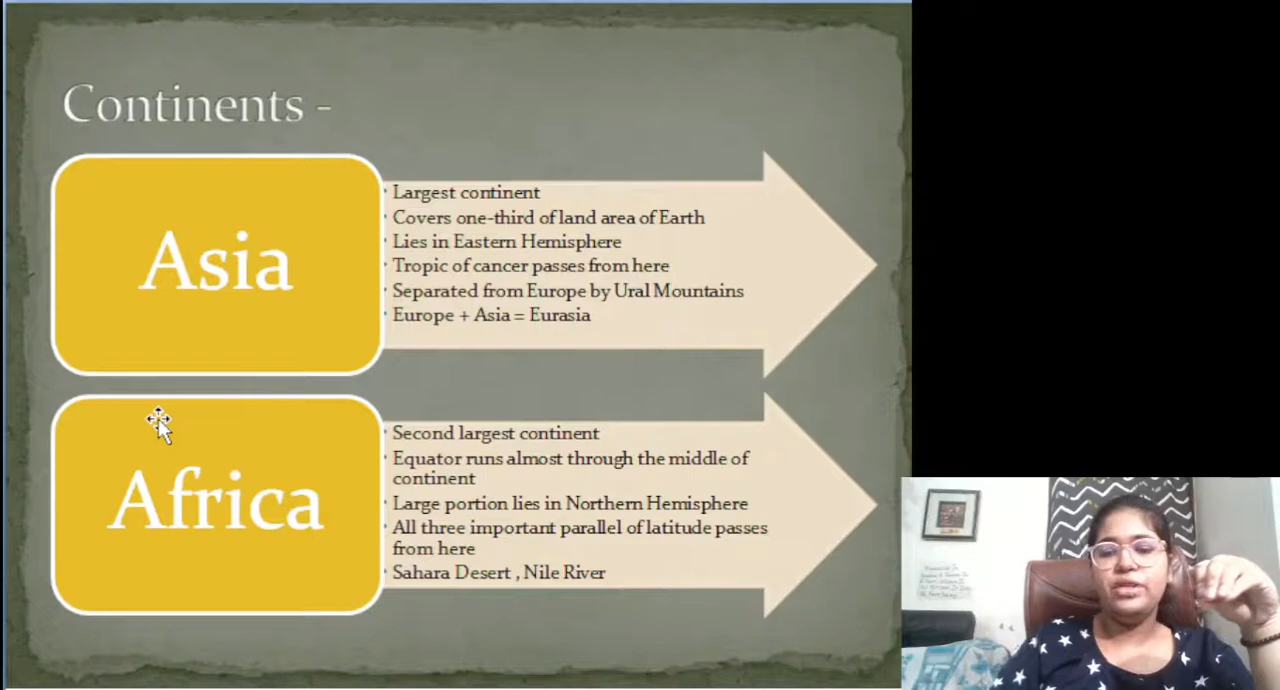 Continents -
Asia
• Largest continent
• Covers one-third of land area of Earth
• Lies in Eastern Hemisphere
• Tropic of cancer passes from here
• Separated from Europe by Ural Mountains
• Europe + Asia = Eurasia
Africa
• Second largest continent
• Equator runs almost through the middle of
continent
• Large portion lies in Northern Hemisphere
• All three important parallel of latitude passes
from here
• Sahara Desert , Nile River